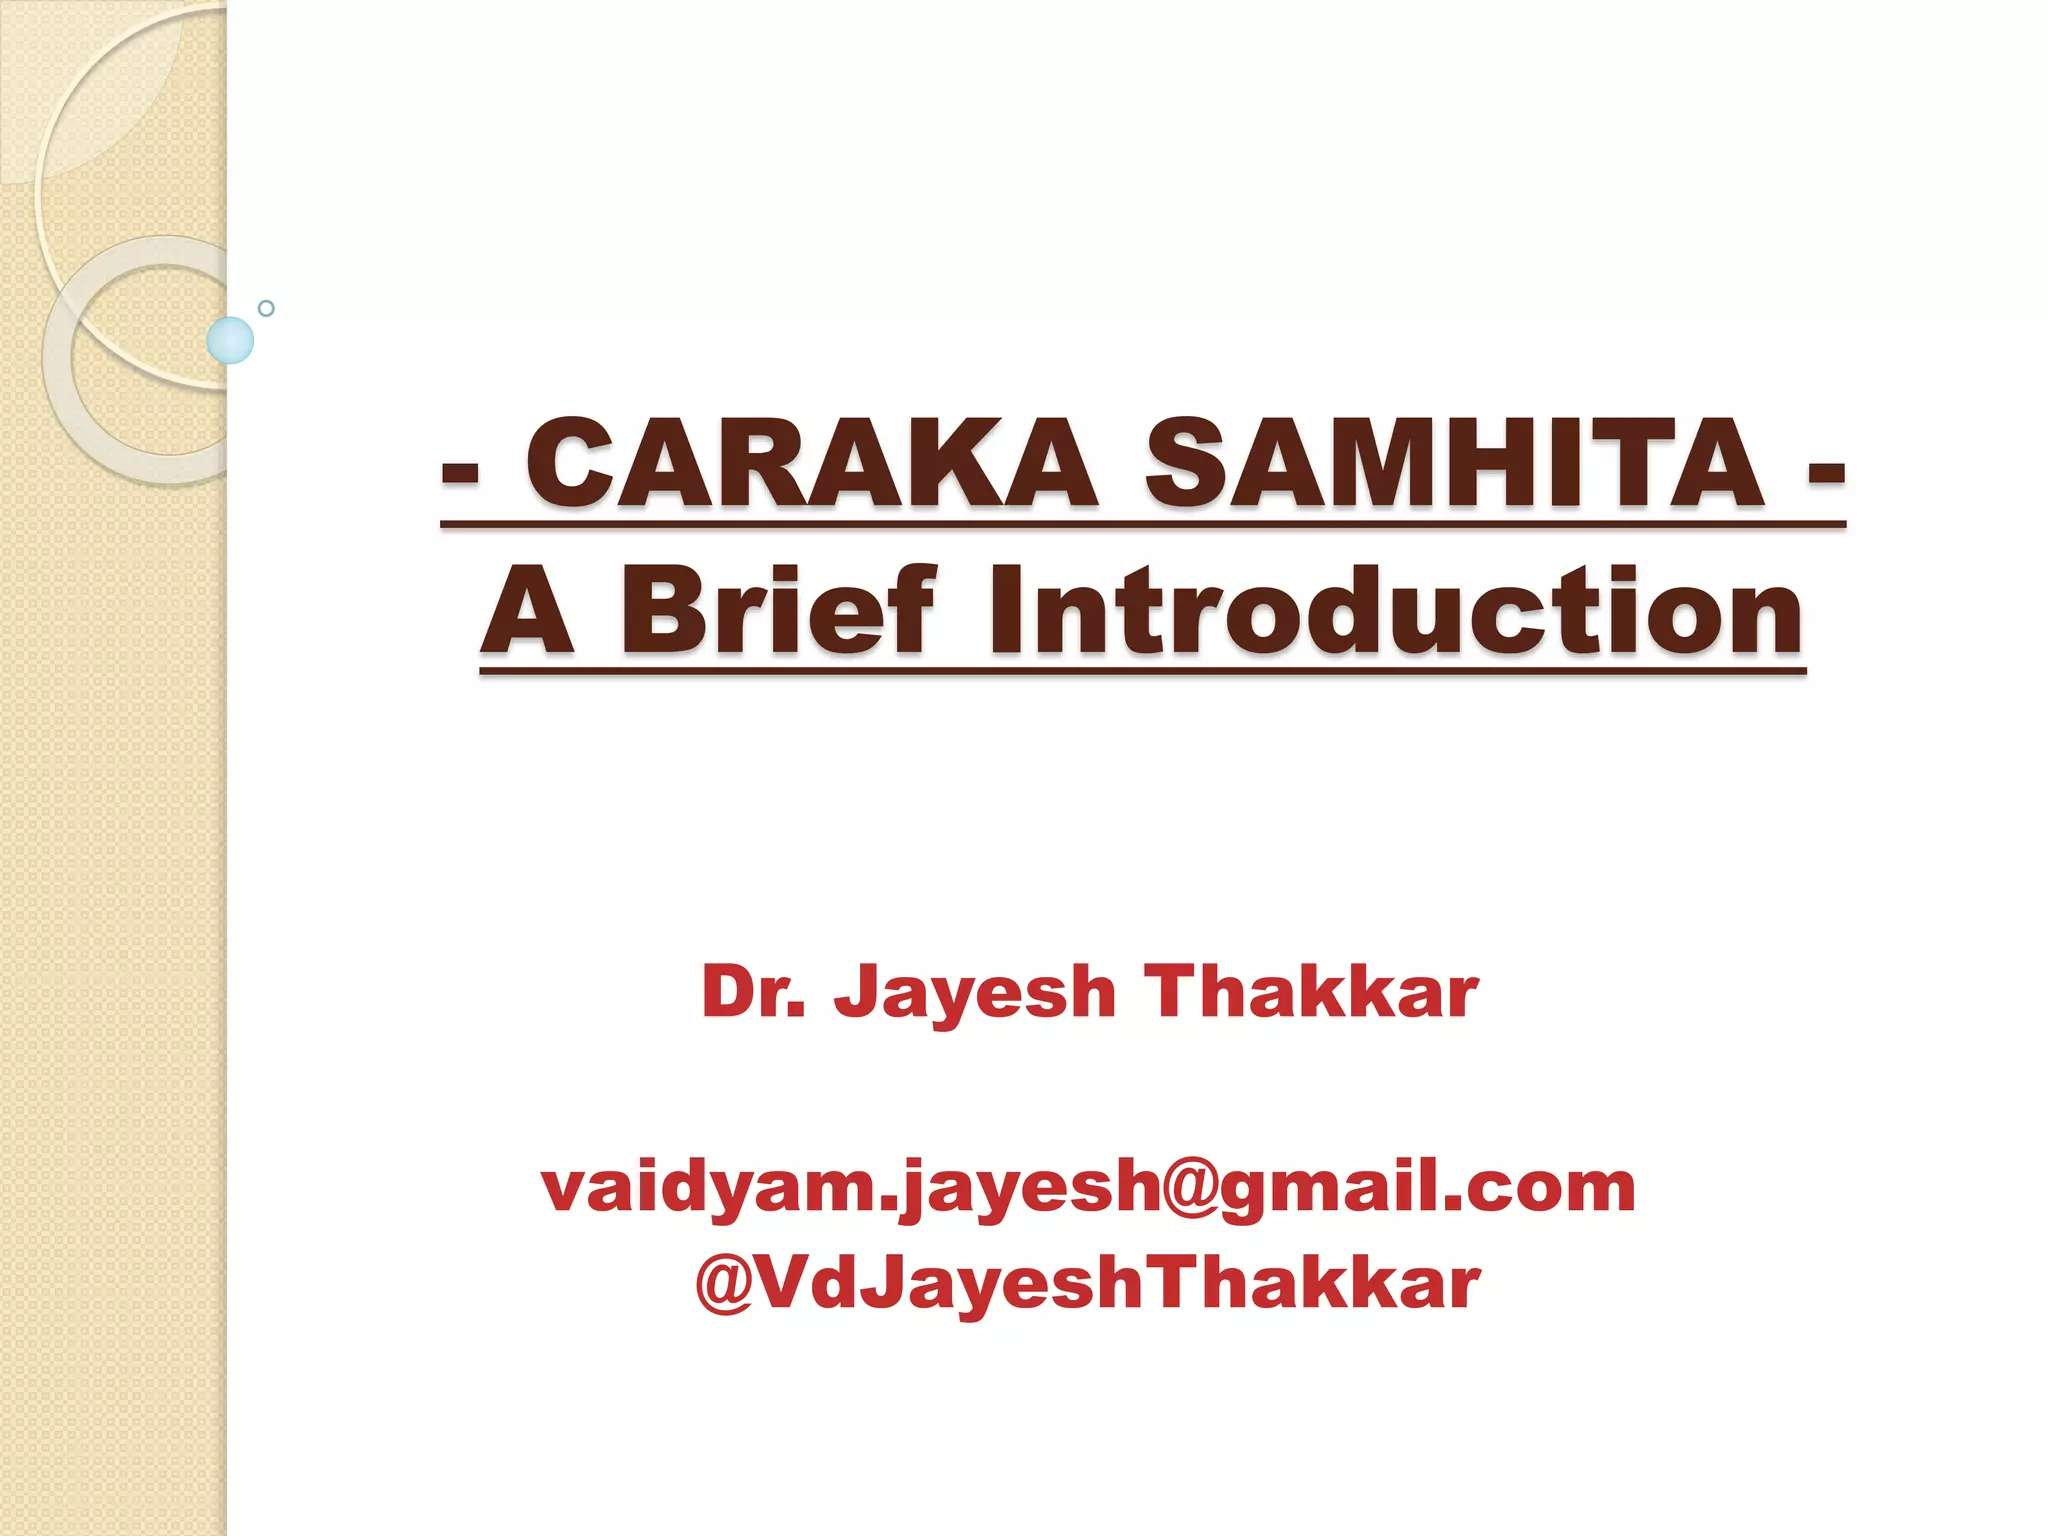 - CARAKA SAMHITA -
A Brief Introduction
Dr. Jayesh Thakkar
vaidyam.jayesh@gmail.com
@VdJayeshThakkar